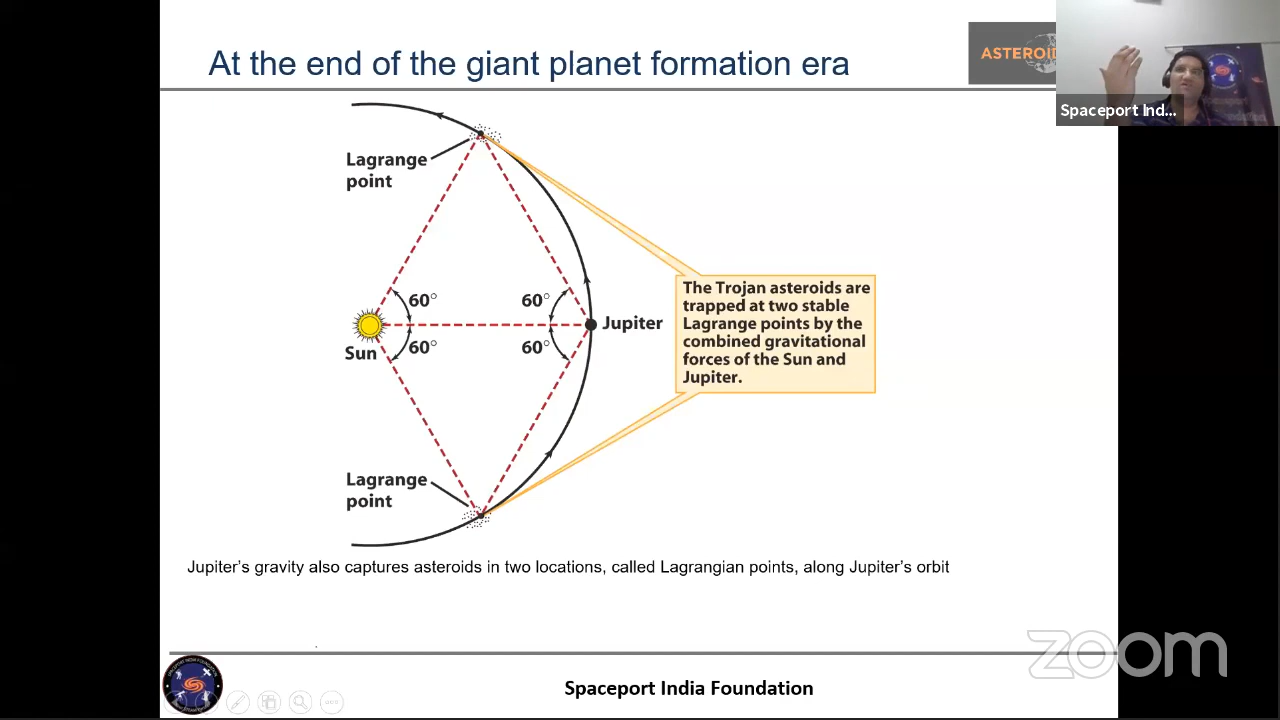 At the end of the giant planet formation era
ASTEROID
Spaceport Ind...
Lagrange
point
60°
60°
Jupiter
Sun
60°
60°
The Trojan asteroids are
trapped at two stable
Lagrange points by the
combined gravitational
forces of the Sun and
Jupiter.
Lagrange
point
Jupiter’s gravity also captures asteroids in two locations, called Lagrangian points, along Jupiter’s orbit
zoom
Spaceport India Foundation